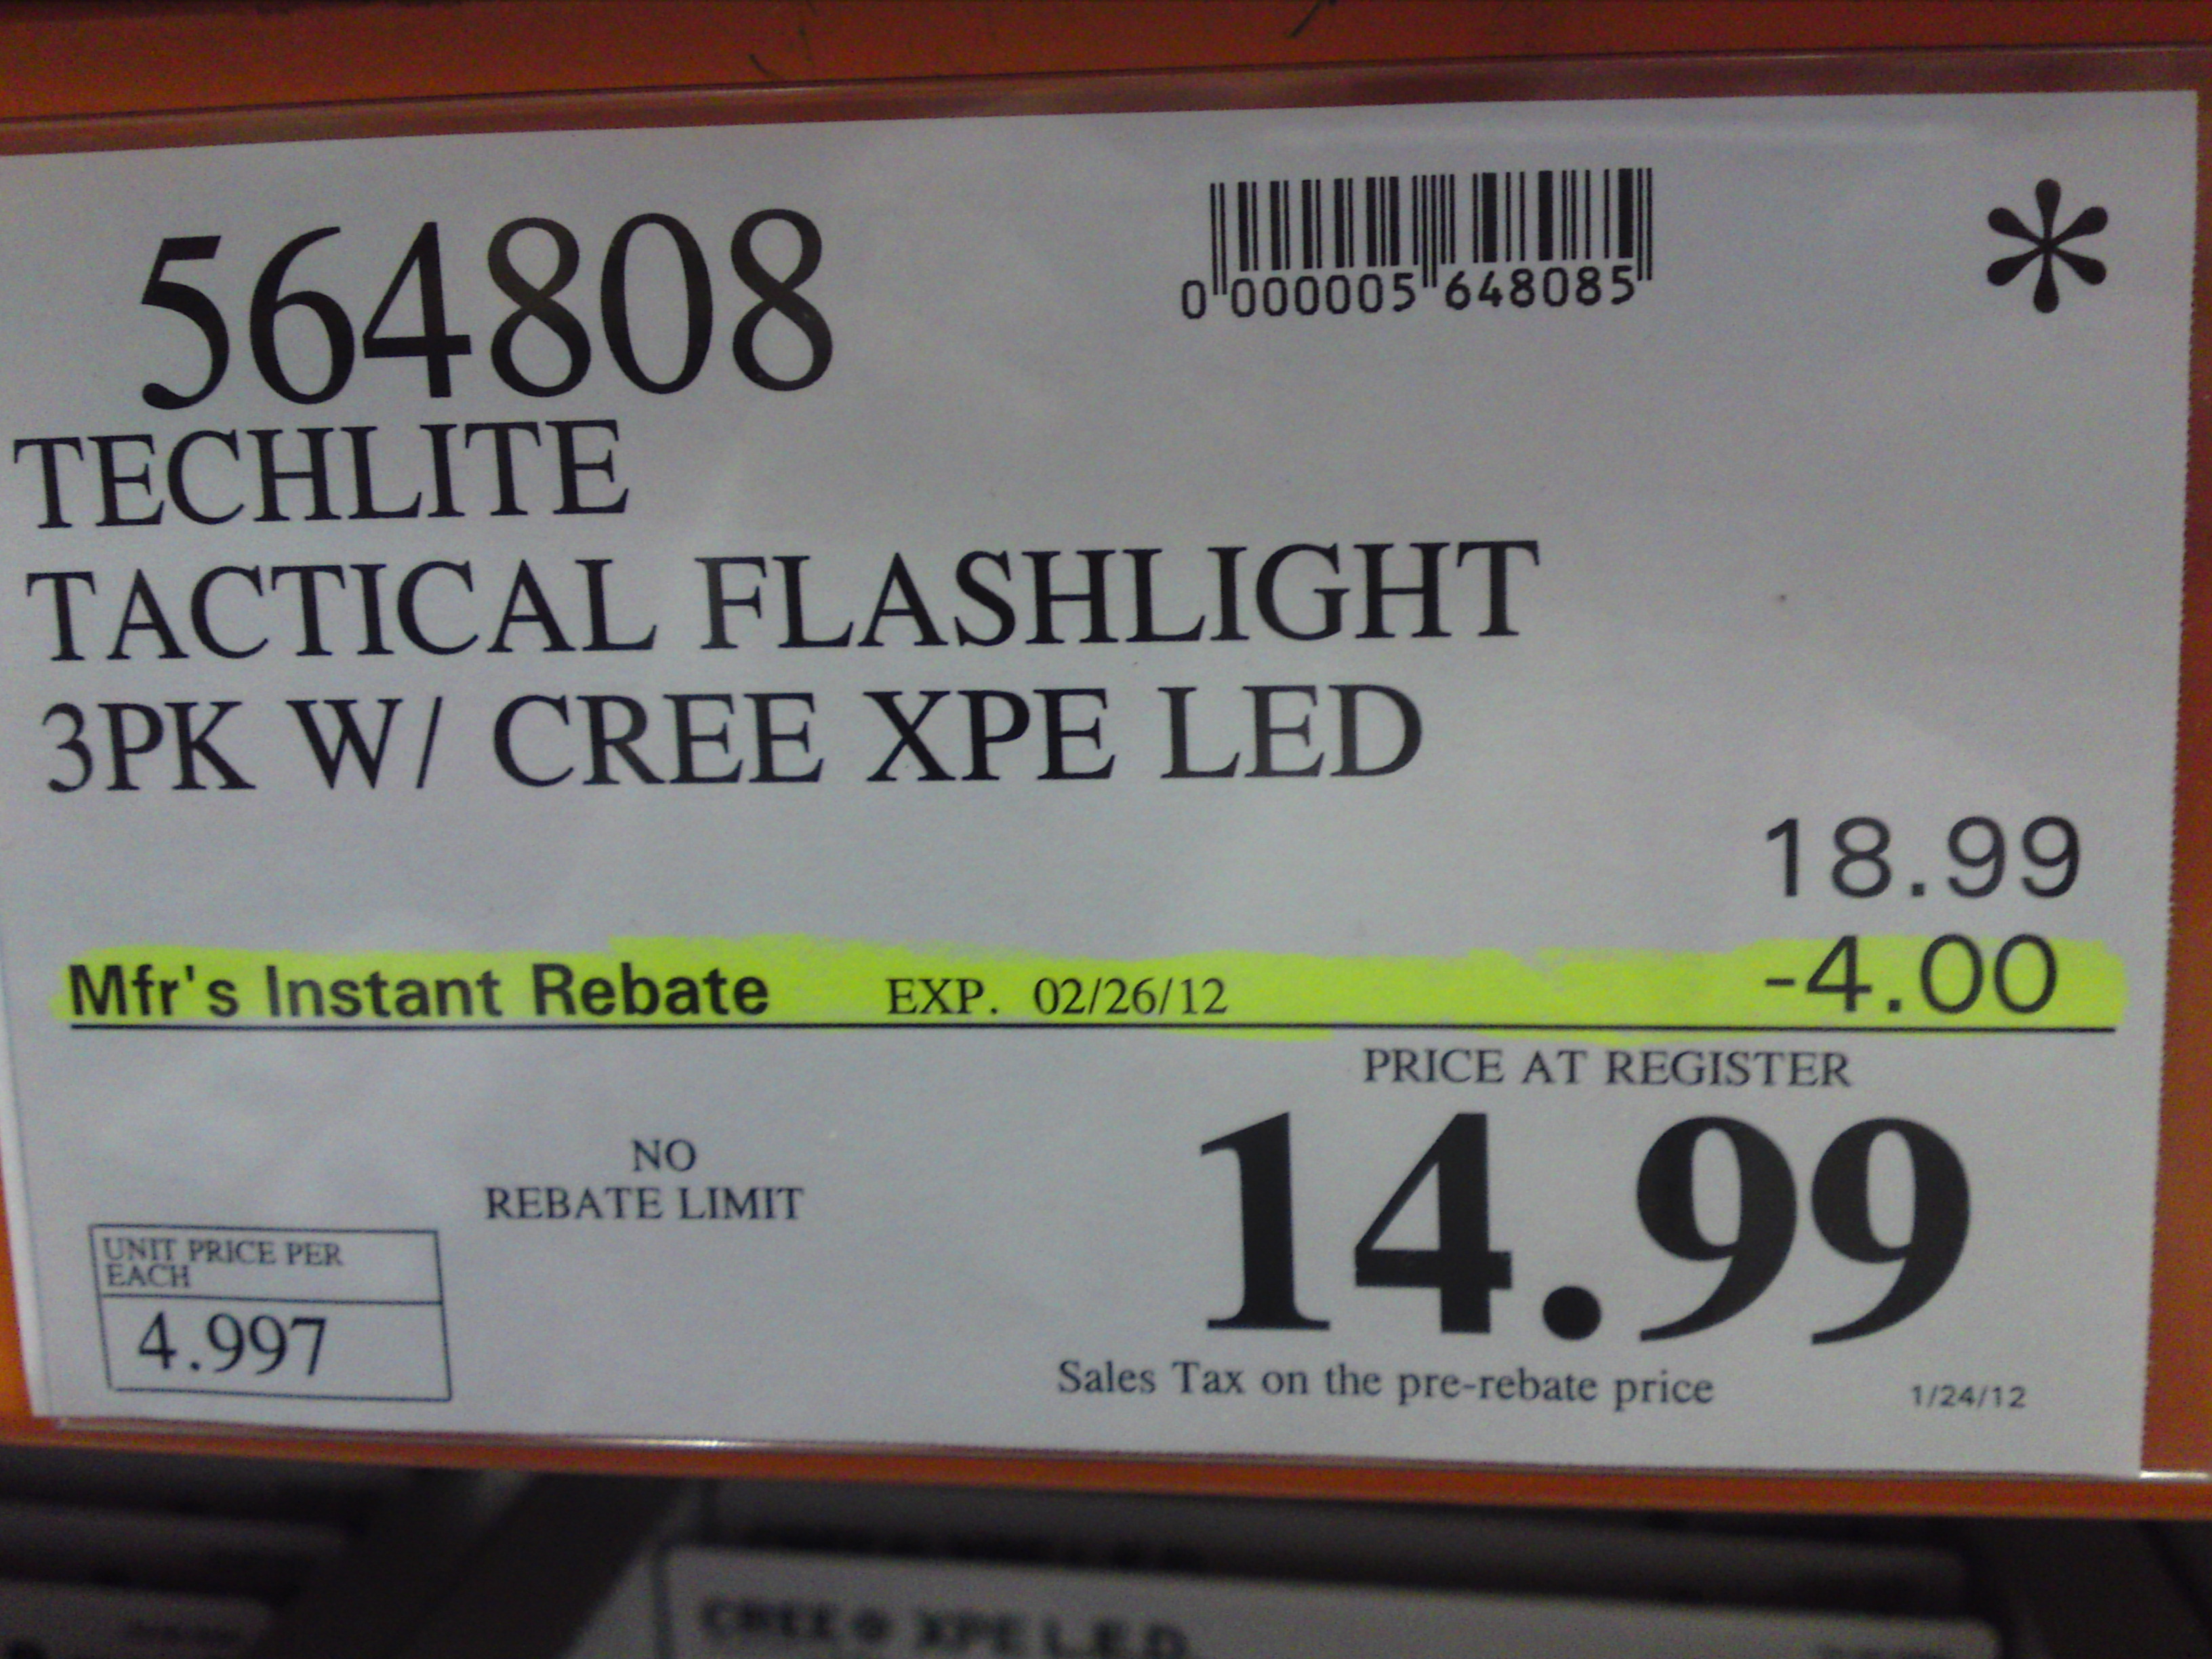 564808
0 000005 648085
*
TECHLITE
TACTICAL FLASHLIGHT
3PK W/ CREE XPE LED
18.99
Mfr's Instant Rebate EXP. 02/26/12 -4.00
PRICE AT REGISTER
14.99
NO
REBATE LIMIT
UNIT PRICE PER
EACH
4.997
Sales Tax on the pre-rebate price 1/24/12
CREE® XPE L.E.D.